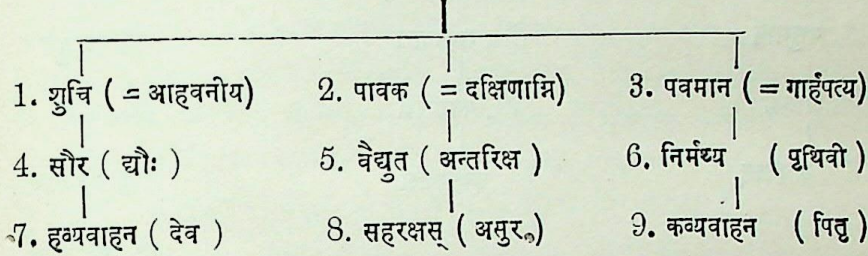 1. शुचि ( = आहवनीय) 2. पावक ( = दक्षिणाग्नि) 3. पवमान ( = गार्हपत्य)
4. सौर ( द्यौः ) 5. वैद्युत ( अन्तरिक्ष ) 6. निर्मथ्य ( पृथिवी )
7. हव्यवाहन ( देव ) 8. सहरक्षस् ( असुर ) 9. कव्यवाहन ( पितृ )